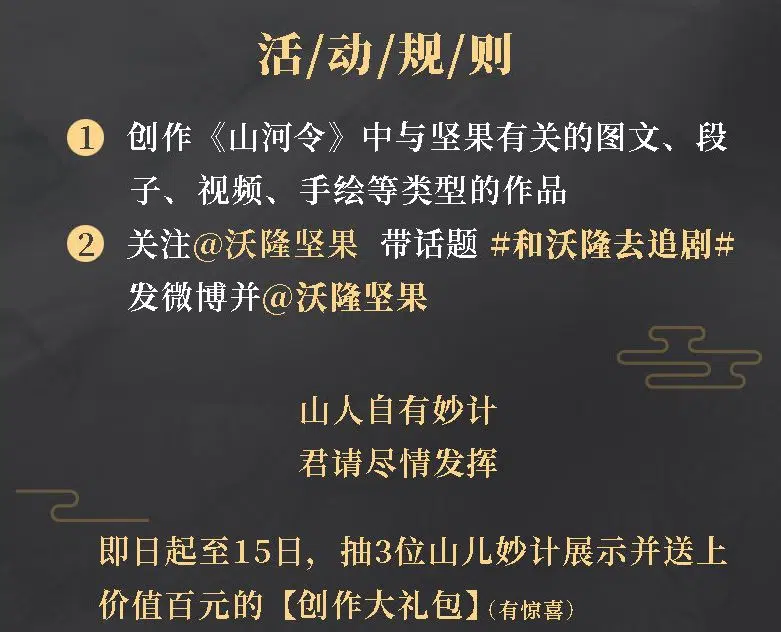 活/动/规/则
1 创作《山河令》中与坚果有关的图文、段
子、视频、手绘等类型的作品
2 关注@沃隆坚果 带话题 #和沃隆去追剧#
发微博并@沃隆坚果
山人自有妙计
君请尽情发挥
即日起至15日，抽3位山儿妙计展示并送上
价值百元的【创作大礼包】（有惊喜）